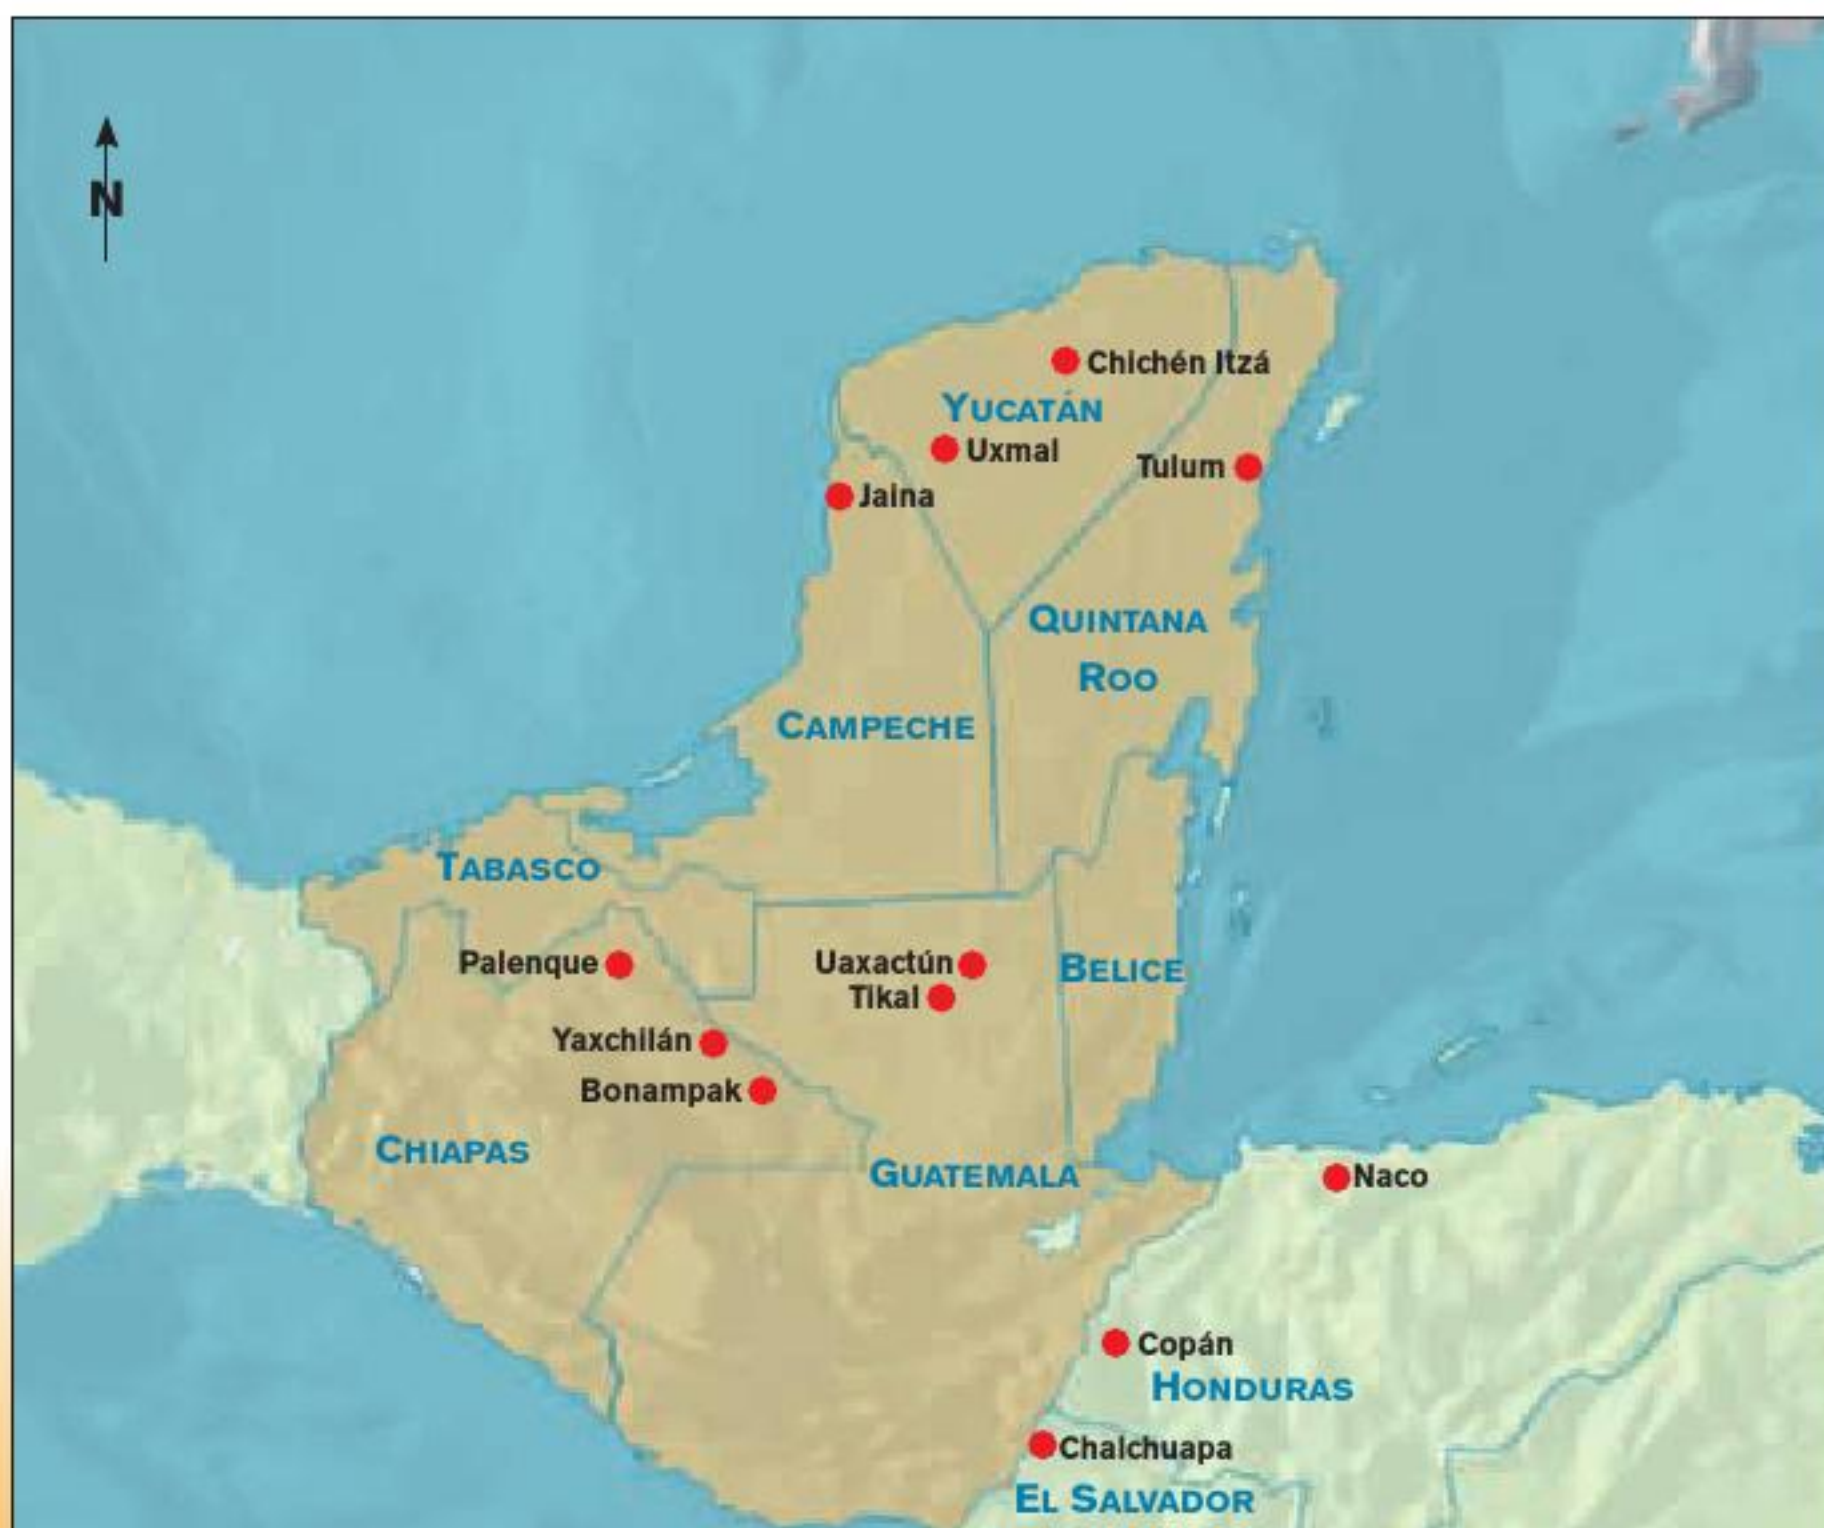 N
Chichén Itzá
YUCATÁN
Uxmal
Tulum
Jaina
QUINTANA
ROO
CAMPECHE
TABASCO
Palenque
Uaxactún
BELICE
Tikal
Yaxchilán
Bonampak
CHIAPAS
GUATEMALA
Naco
Copán
HONDURAS
Chalchuapa
EL SALVADOR